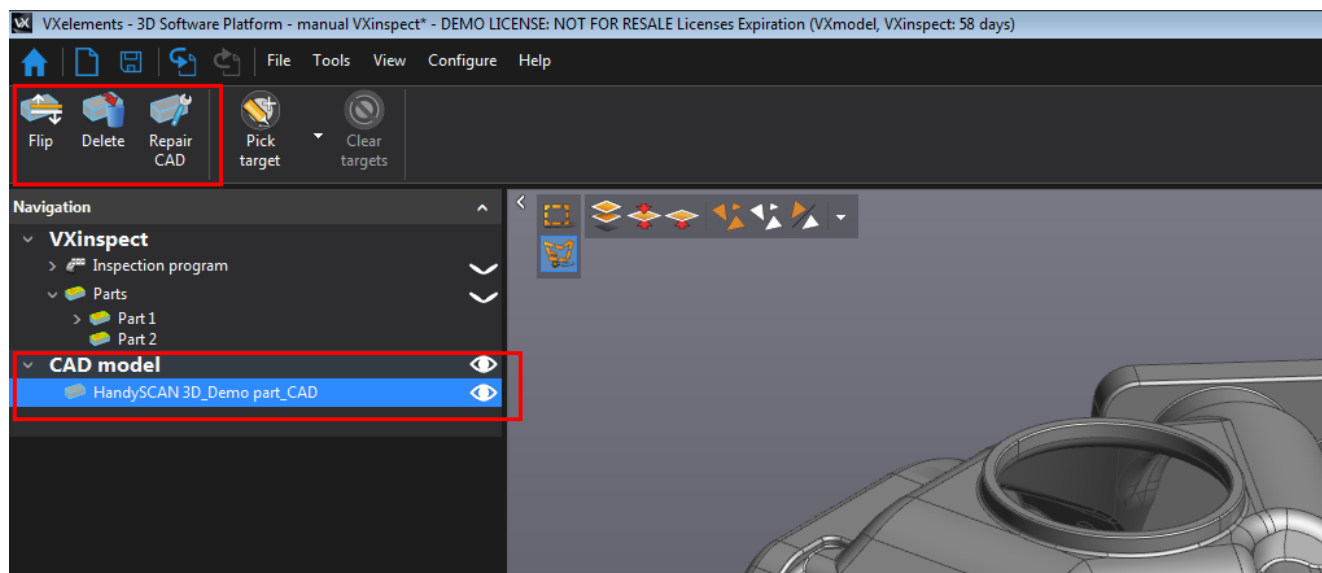 VXelements - 3D Software Platform - manual VXinspect* - DEMO LICENSE: NOT FOR RESALE Licenses Expiration (VXmodel, VXinspect: 58 days)
File Tools View Configure Help
Flip Delete Repair Pick Clear
CAD target targets
Navigation
VXinspect
Inspection program
Parts
Part 1
Part 2
CAD model
HandySCAN 3D_Demo part_CAD